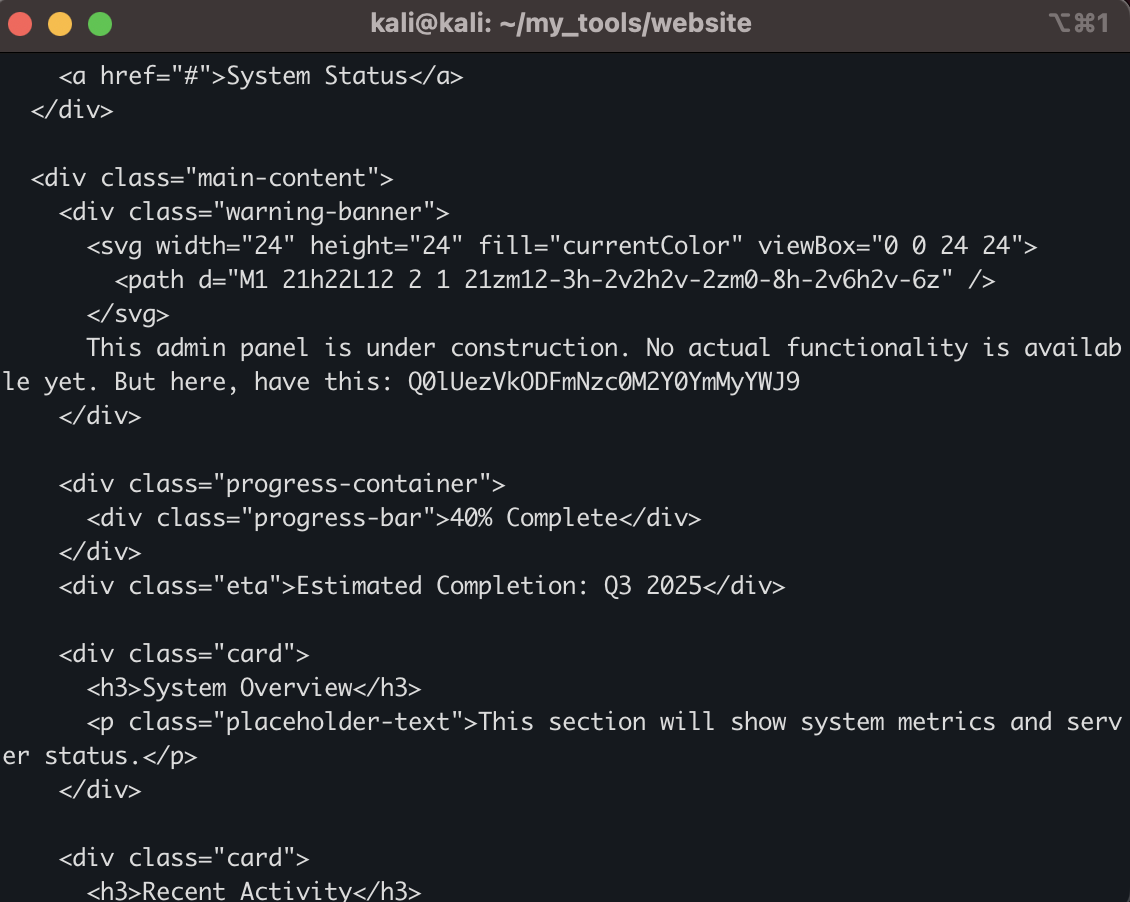 kali@kali: ~/my_tools/website
⌥⌘1
<a href="#">System Status</a>
</div>
<div class="main-content">
<div class="warning-banner">
<svg width="24" height="24" fill="currentColor" viewBox="0 0 24 24">
<path d="M1 21h22L12 2 1 21zm12-3h-2v2h2v-2zm0-8h-2v6h2v-6z" />
</svg>
This admin panel is under construction. No actual functionality is availab
le yet. But here, have this: Q0lUezVkODFmNzc0M2Y0YmMyYWJ9
</div>
<div class="progress-container">
<div class="progress-bar">40% Complete</div>
</div>
<div class="eta">Estimated Completion: Q3 2025</div>
<div class="card">
<h3>System Overview</h3>
<p class="placeholder-text">This section will show system metrics and serv
er status.</p>
</div>
<div class="card">
<h3>Recent Activity</h3>